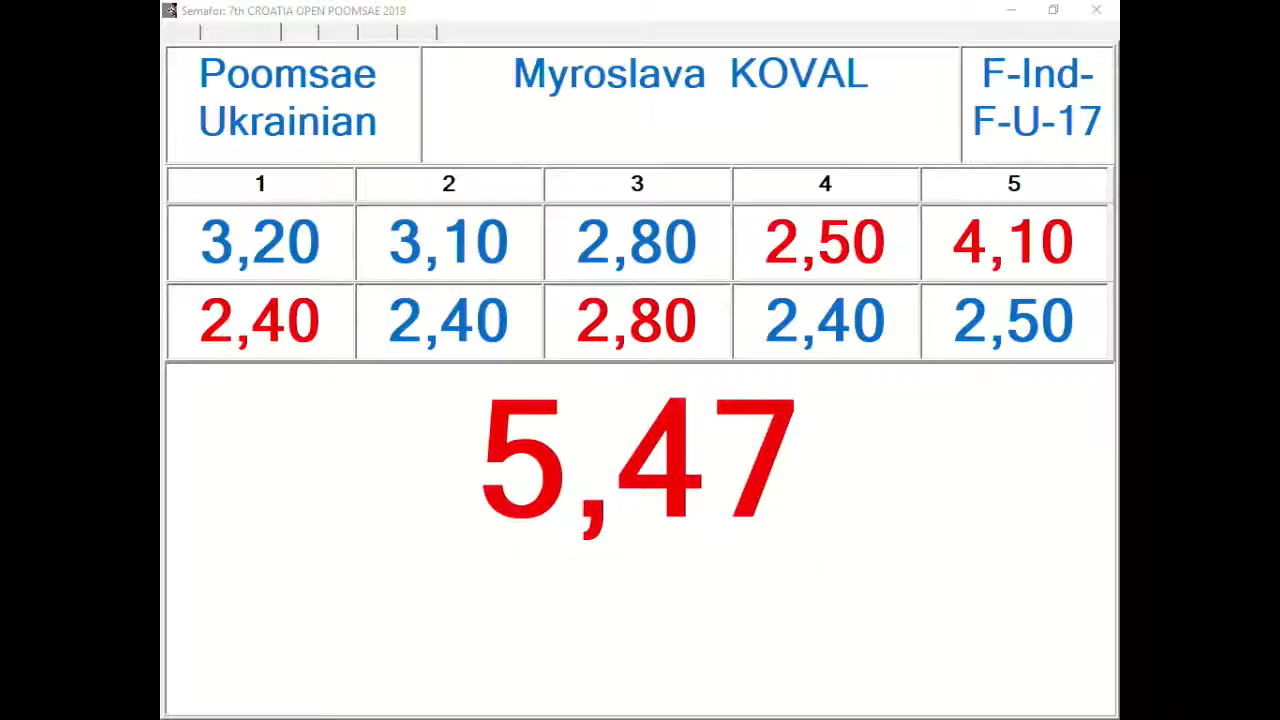 Semafor: 7th CROATIA OPEN POOMSAE 2019
Poomsae
Ukrainian
Myroslava KOVAL
F-Ind-
F-U-17
1 2 3 4 5
3,20 3,10 2,80 2,50 4,10
2,40 2,40 2,80 2,40 2,50
5,47